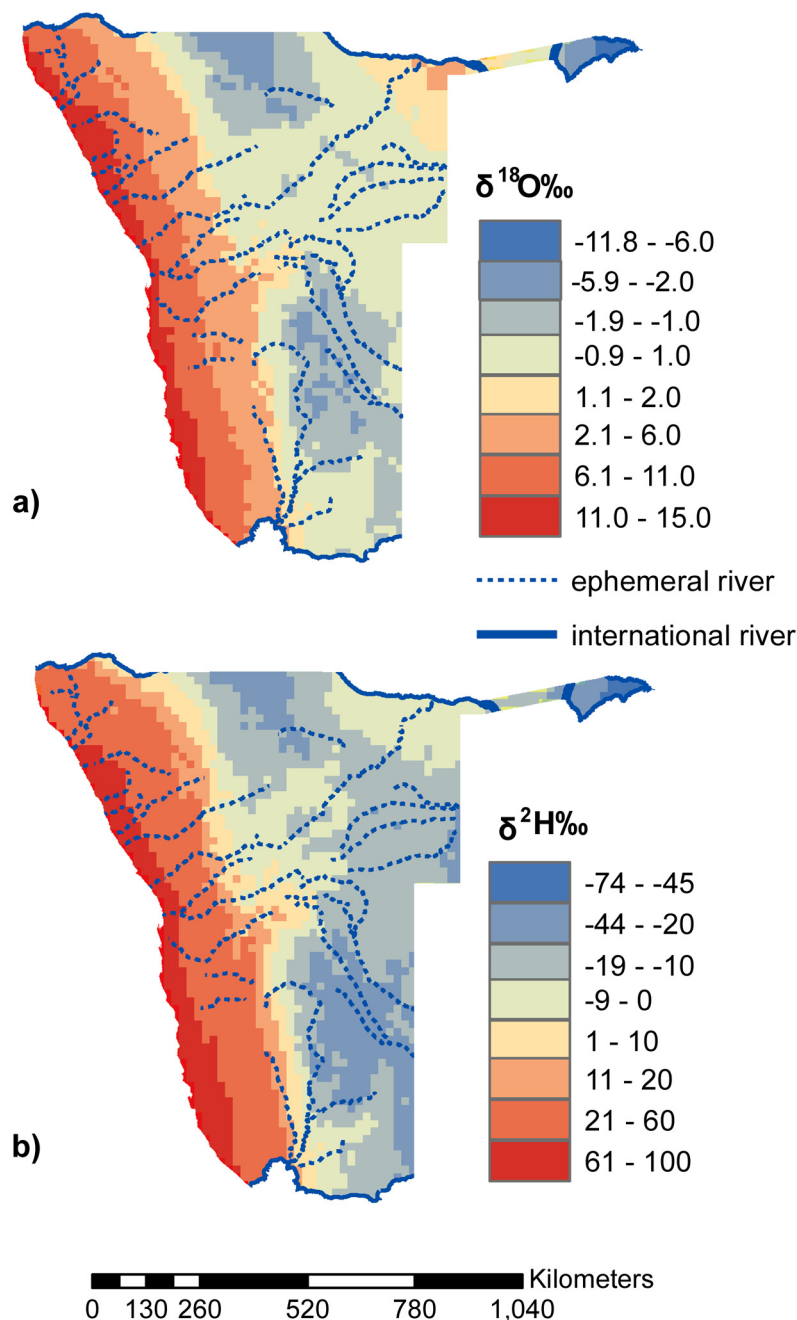 δ¹⁸O‰
-11.8 - -6.0
-5.9 - -2.0
-1.9 - -1.0
-0.9 - 1.0
1.1 - 2.0
2.1 - 6.0
6.1 - 11.0
11.0 - 15.0
a)
ephemeral river
international river
δ²H‰
-74 - -45
-44 - -20
-19 - -10
-9 - 0
1 - 10
11 - 20
21 - 60
61 - 100
b)
Kilometers
0 130 260 520 780 1,040